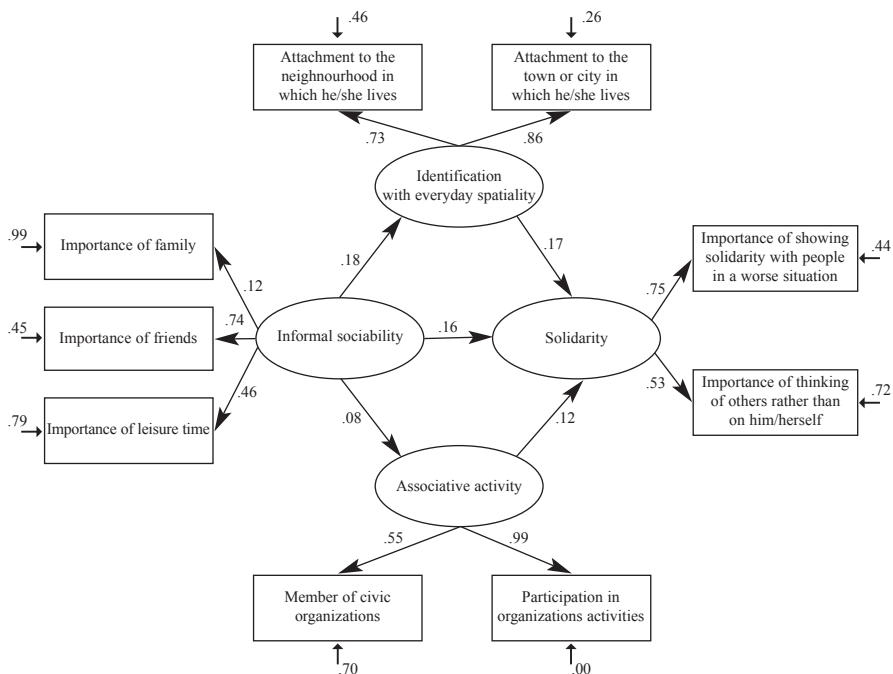 .46
.26
Attachment to the
neighnourhood in
which he/she lives
Attachment to the
town or city in
which he/she lives
.73
.86
Identification
with everyday spatiality
.99
Importance of family
.18
.17
Importance of showing
solidarity with people
in a worse situation
.44
.12
.75
.45
Importance of friends
.74
Informal sociability
.16
Solidarity
.46
.53
.79
Importance of leisure time
.08
.12
Importance of thinking
of others rather than
on him/herself
.72
Associative activity
.55
.99
Member of civic
organizations
Participation in
organizations activities
.70
.00